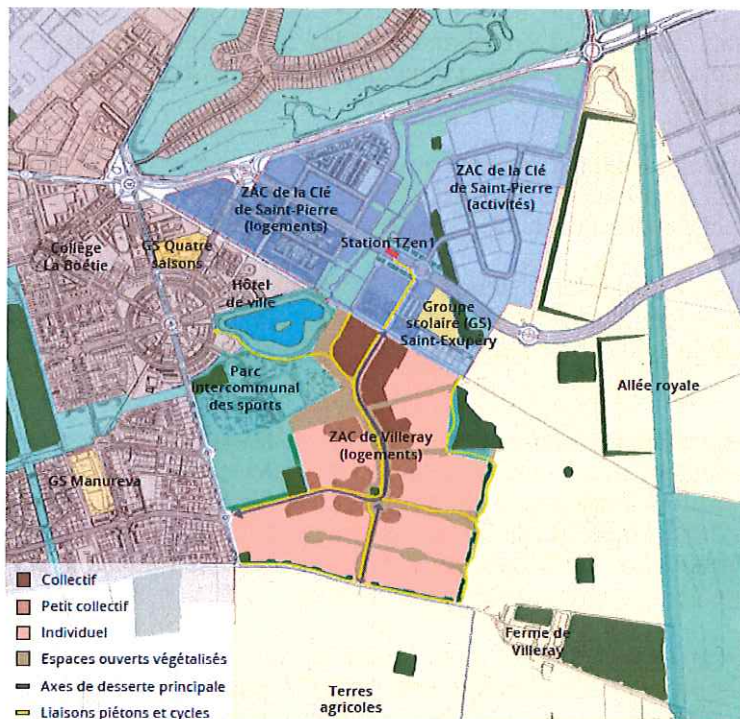 ZAC de la Clé
de Saint-Pierre
(logements)
ZAC de la Clé
de Saint-Pierre
(activités)
Station TZen1
Collège
La Boétie
GS Quatre
saisons
Hôtel
de ville
Groupe
scolaire (GS)
Saint-Exupéry
Parc
intercommunal
des sports
Allée royale
ZAC de Villeray
(logements)
GS Manureva
Collectif
Petit collectif
Individuel
Espaces ouverts végétalisés
Axes de desserte principale
Liaisons piétons et cycles
Ferme de
Villeray
Terres
agricoles